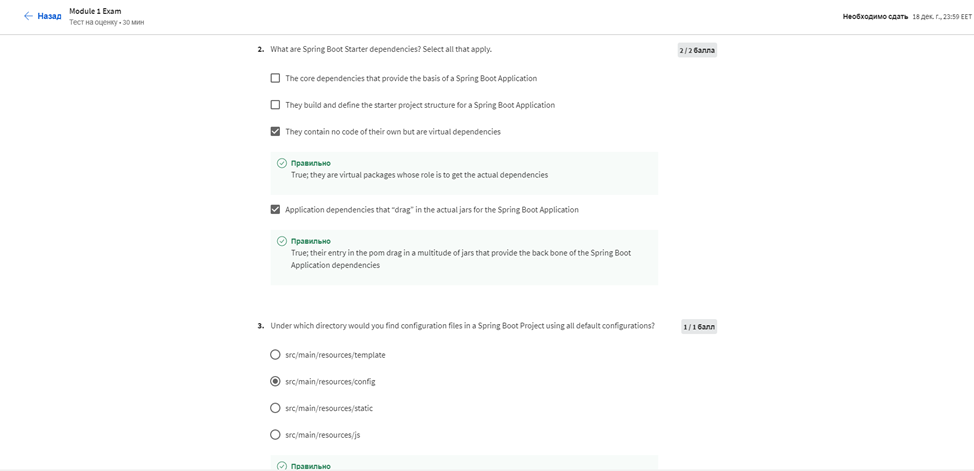 Назад
Module 1 Exam
Тест на оценку • 30 мин
Необходимо сдать 18 дек. г., 23:59 EET
2. What are Spring Boot Starter dependencies? Select all that apply.
2 / 2 балла
The core dependencies that provide the basis of a Spring Boot Application
They build and define the starter project structure for a Spring Boot Application
They contain no code of their own but are virtual dependencies
Правильно
True; they are virtual packages whose role is to get the actual dependencies
Application dependencies that “drag” in the actual jars for the Spring Boot Application
Правильно
True; their entry in the pom drag in a multitude of jars that provide the back bone of the Spring Boot
Application dependencies
3. Under which directory would you find configuration files in a Spring Boot Project using all default configurations?
1 / 1 балл
src/main/resources/template
src/main/resources/config
src/main/resources/static
src/main/resources/js
Правильно